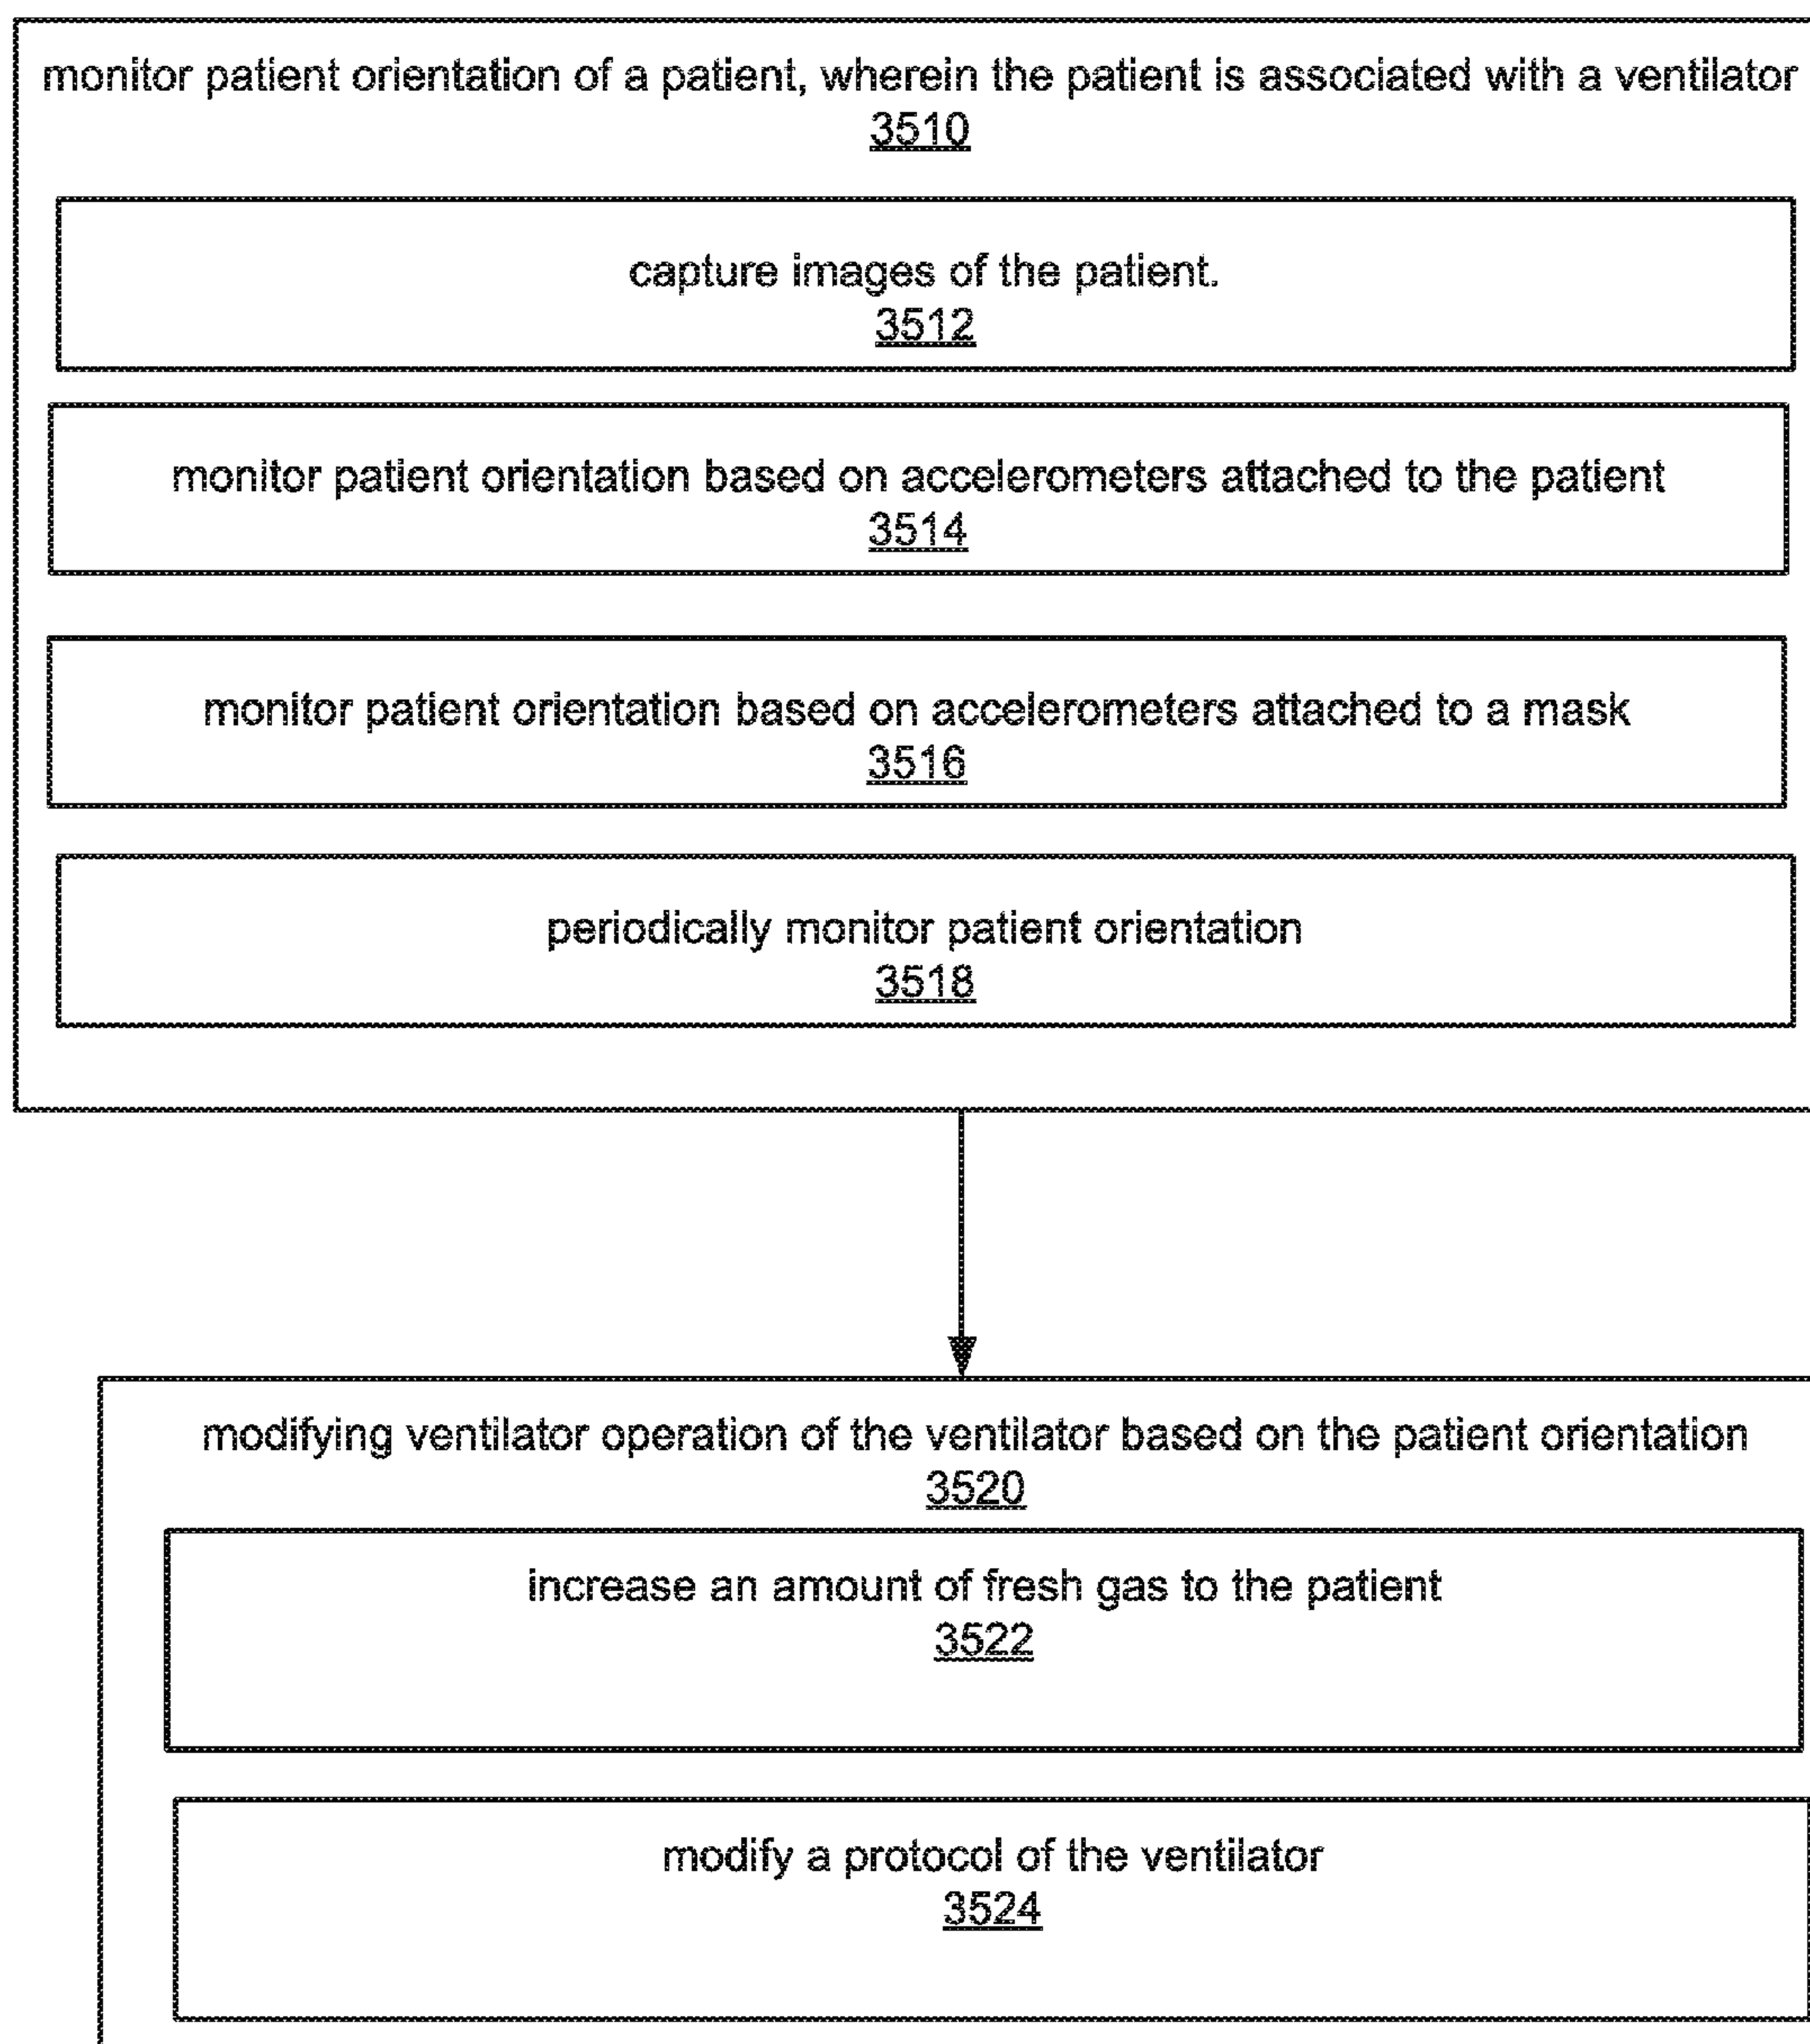 monitor patient orientation of a patient, wherein the patient is associated with a ventilator
3510
capture images of the patient.
3512
monitor patient orientation based on accelerometers attached to the patient
3514
monitor patient orientation based on accelerometers attached to a mask
3516
periodically monitor patient orientation
3518
modifying ventilator operation of the ventilator based on the patient orientation
3520
increase an amount of fresh gas to the patient
3522
modify a protocol of the ventilator
3524